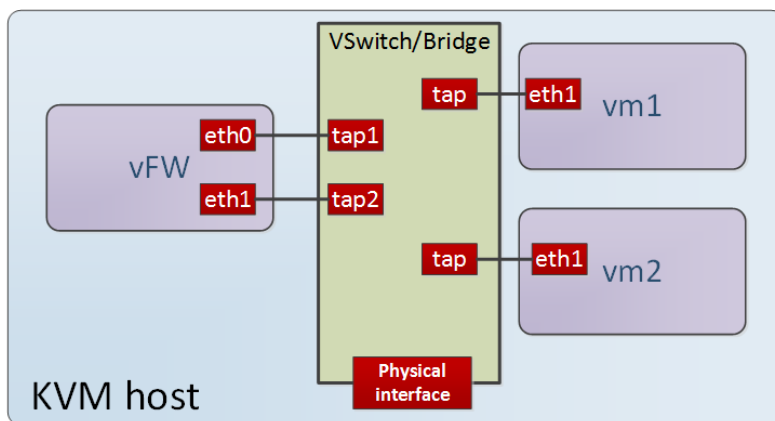 VSwitch/Bridge
tap
eth1
vm1
eth0
tap1
vFW
eth1
tap2
tap
eth1
vm2
Physical
interface
KVM host